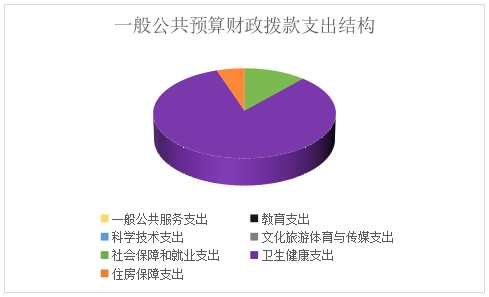 一般公共预算财政拨款支出结构
一般公共服务支出 教育支出
科学技术支出 文化旅游体育与传媒支出
社会保障和就业支出 卫生健康支出
住房保障支出